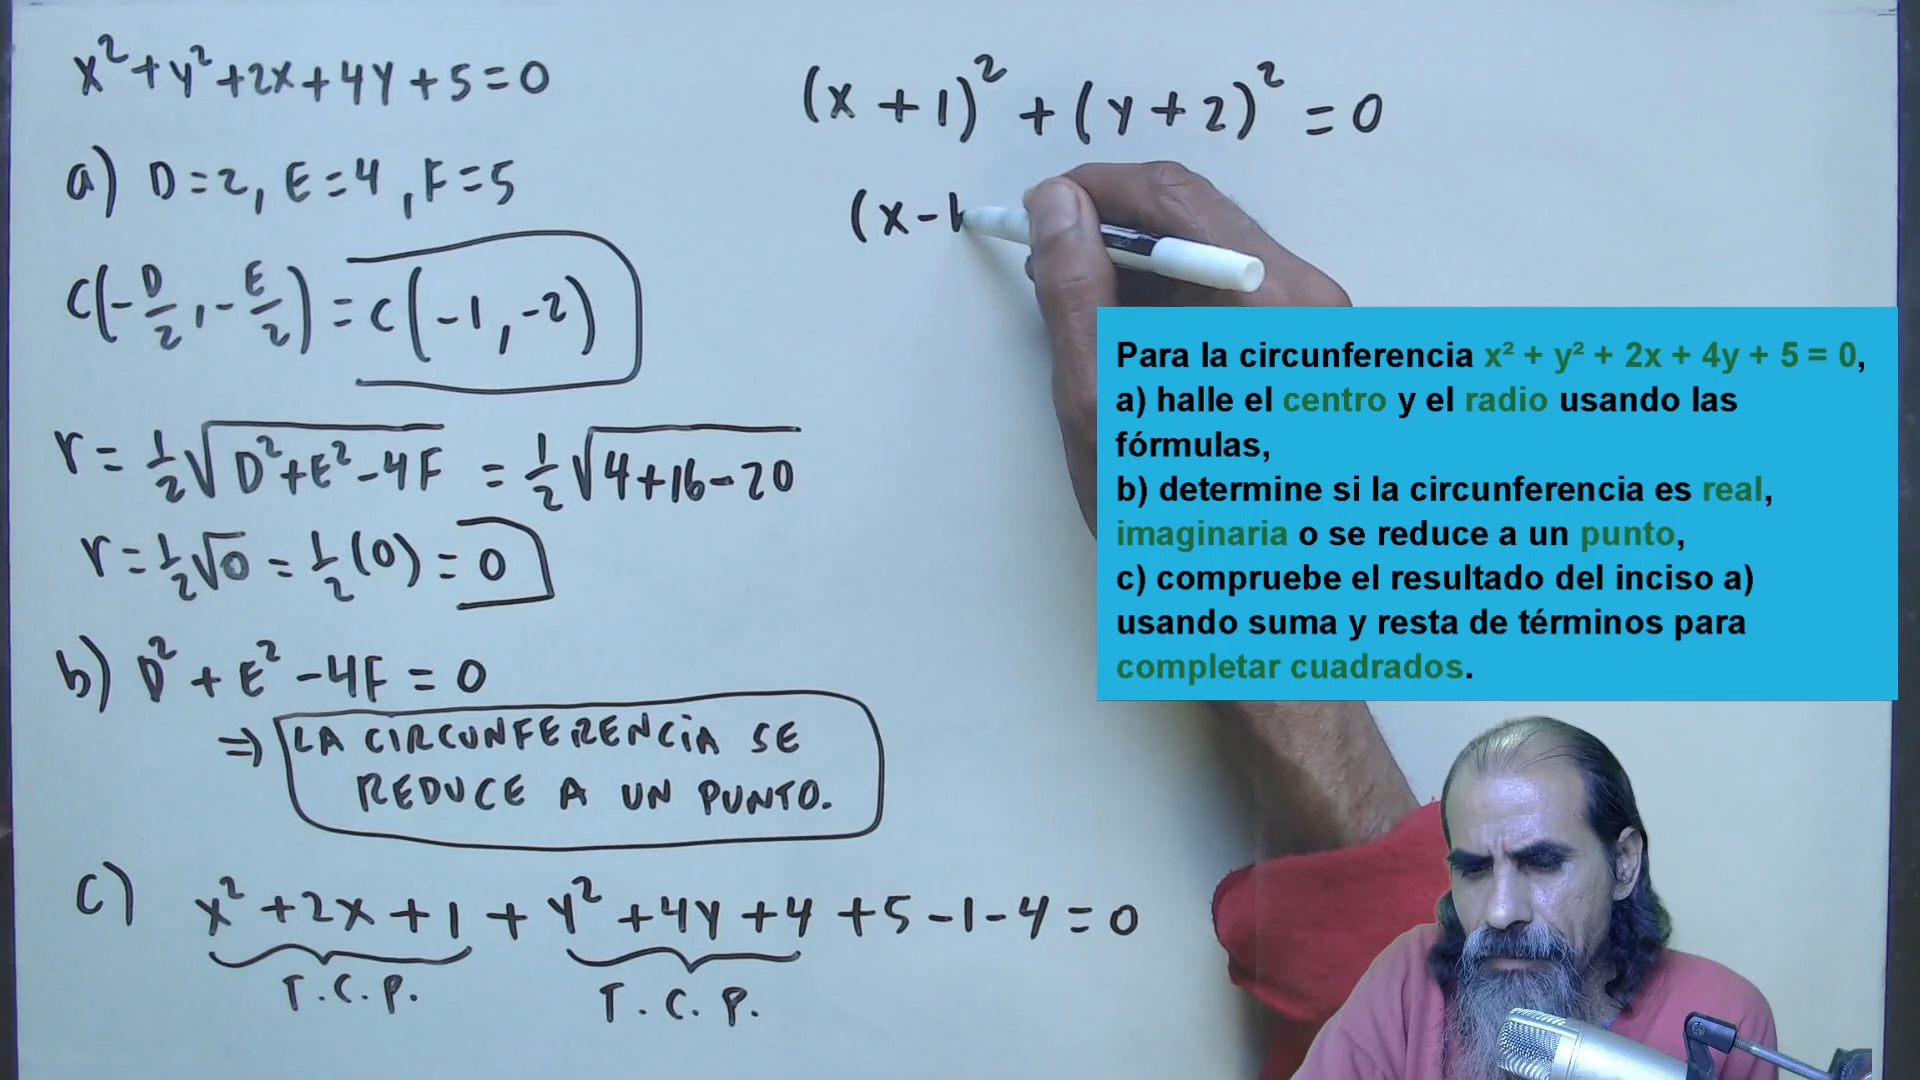 x² + y² + 2x + 4y + 5 = 0
a) D = 2, E = 4, F = 5
C(-D/2, -E/2) = C(-1, -2)
r = 1/2 √(D² + E² - 4F) = 1/2 √(4 + 16 - 20)
r = 1/2 √0 = 1/2 (0) = 0
b) D² + E² - 4F = 0
⇒ LA CIRCUNFERENCIA SE
REDUCE A UN PUNTO.
c) x² + 2x + 1 + y² + 4y + 4 + 5 - 1 - 4 = 0
T.C.P. T.C.P.
(x + 1)² + (y + 2)² = 0
(x -
Para la circunferencia x² + y² + 2x + 4y + 5 = 0,
a) halle el centro y el radio usando las
fórmulas,
b) determine si la circunferencia es real,
imaginaria o se reduce a un punto,
c) compruebe el resultado del inciso a)
usando suma y resta de términos para
completar cuadrados.